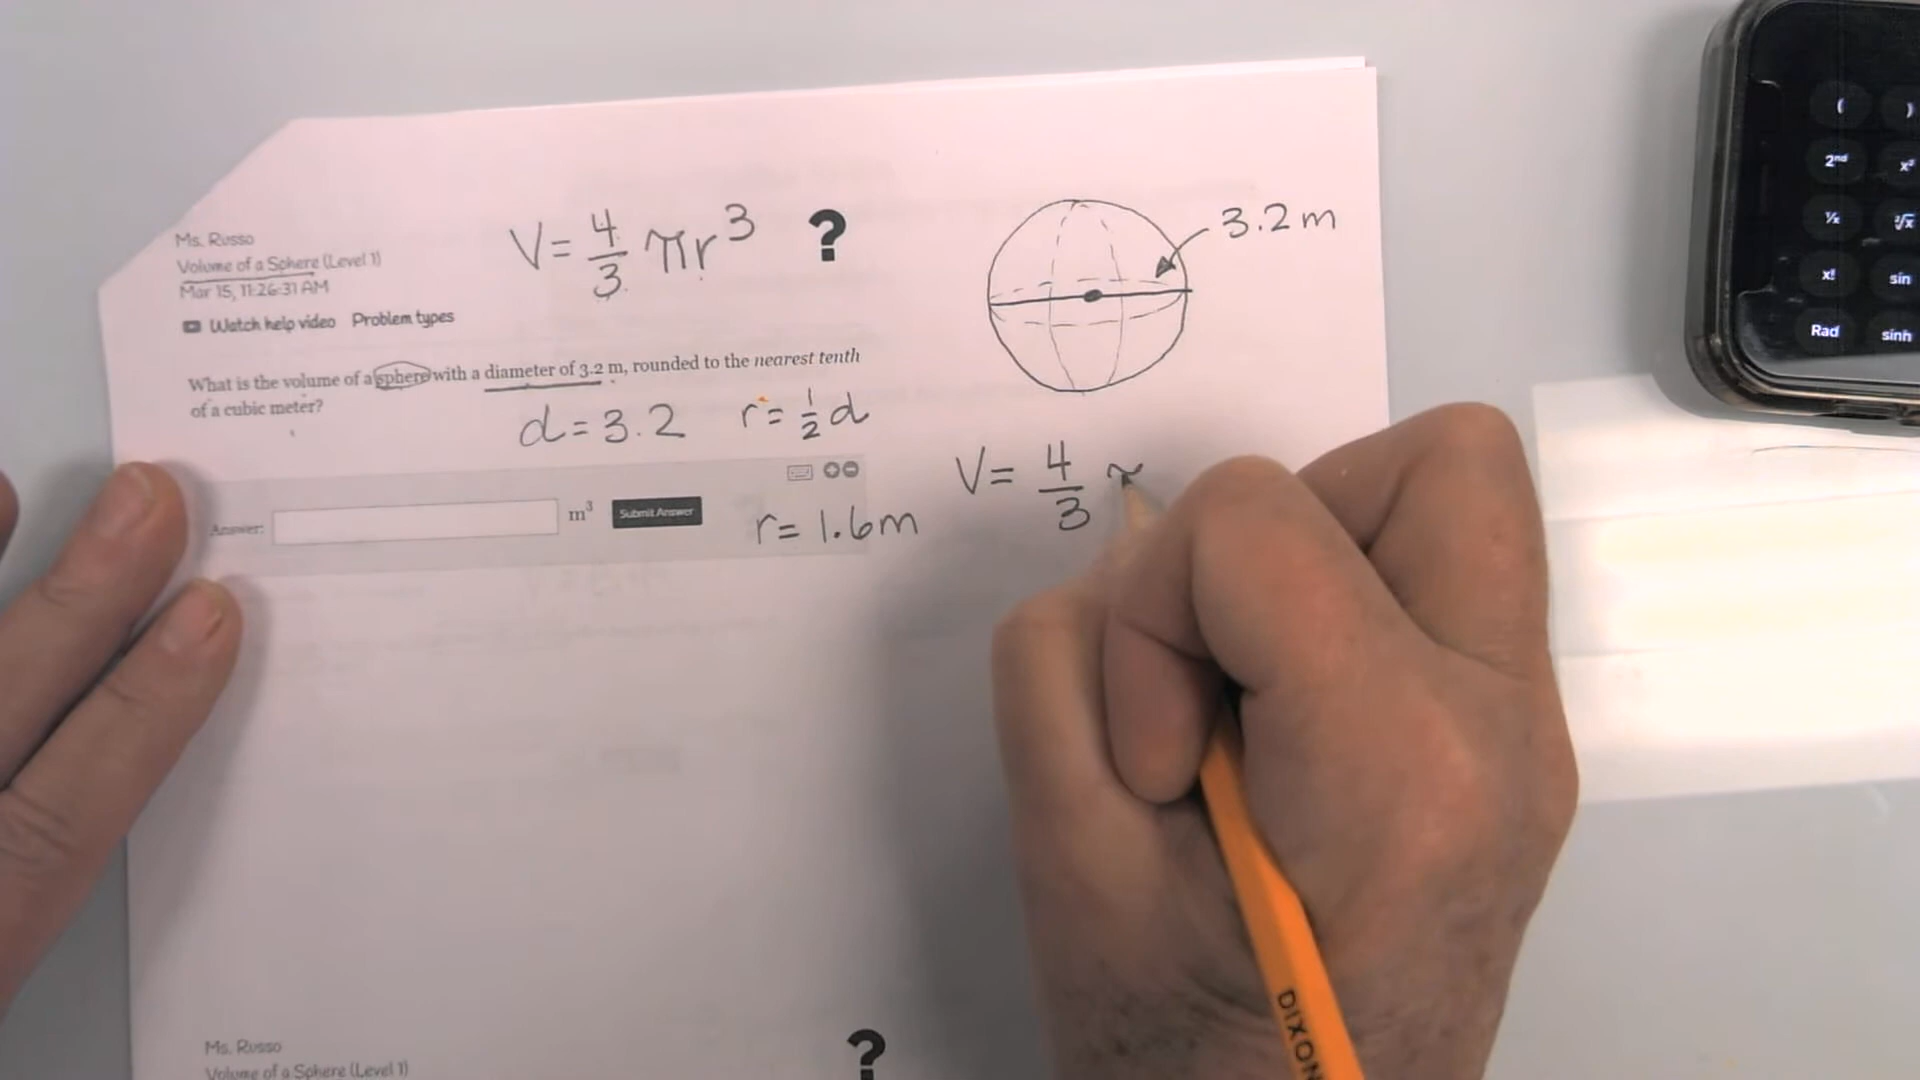 Ms. Russo
Volume of a Sphere (Level 1)
Mar 15, 11:26:31 AM
V = 4/3 πr³ ?
3.2 m
Watch help video Problem types
What is the volume of a sphere with a diameter of 3.2 m, rounded to the nearest tenth
of a cubic meter?
d = 3.2 r = 1/2 d
V = 4/3 π
Answer: m³ Submit Answer
r = 1.6m
Ms. Russo
Volume of a Sphere (Level 1)
?
DIXON
( )
2nd x²
1/x
x! sin
Rad sinh